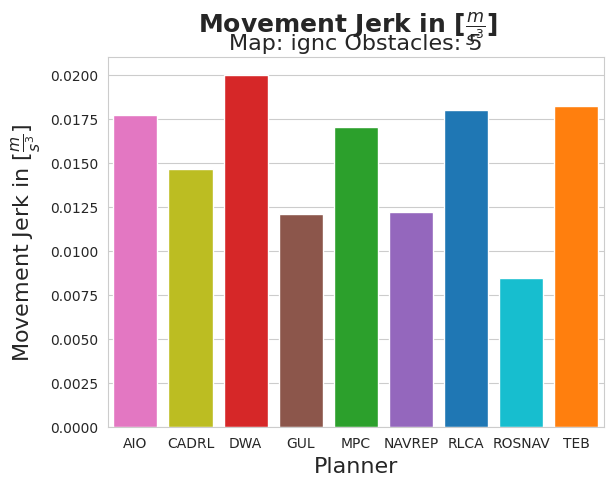 Movement Jerk in [m/s³]
Map: ignc Obstacles: 5
Movement Jerk in [m/s³]
0.0200
0.0175
0.0150
0.0125
0.0100
0.0075
0.0050
0.0025
0.0000
AIO CADRL DWA GUL MPC NAVREP RLCA ROSNAV TEB
Planner